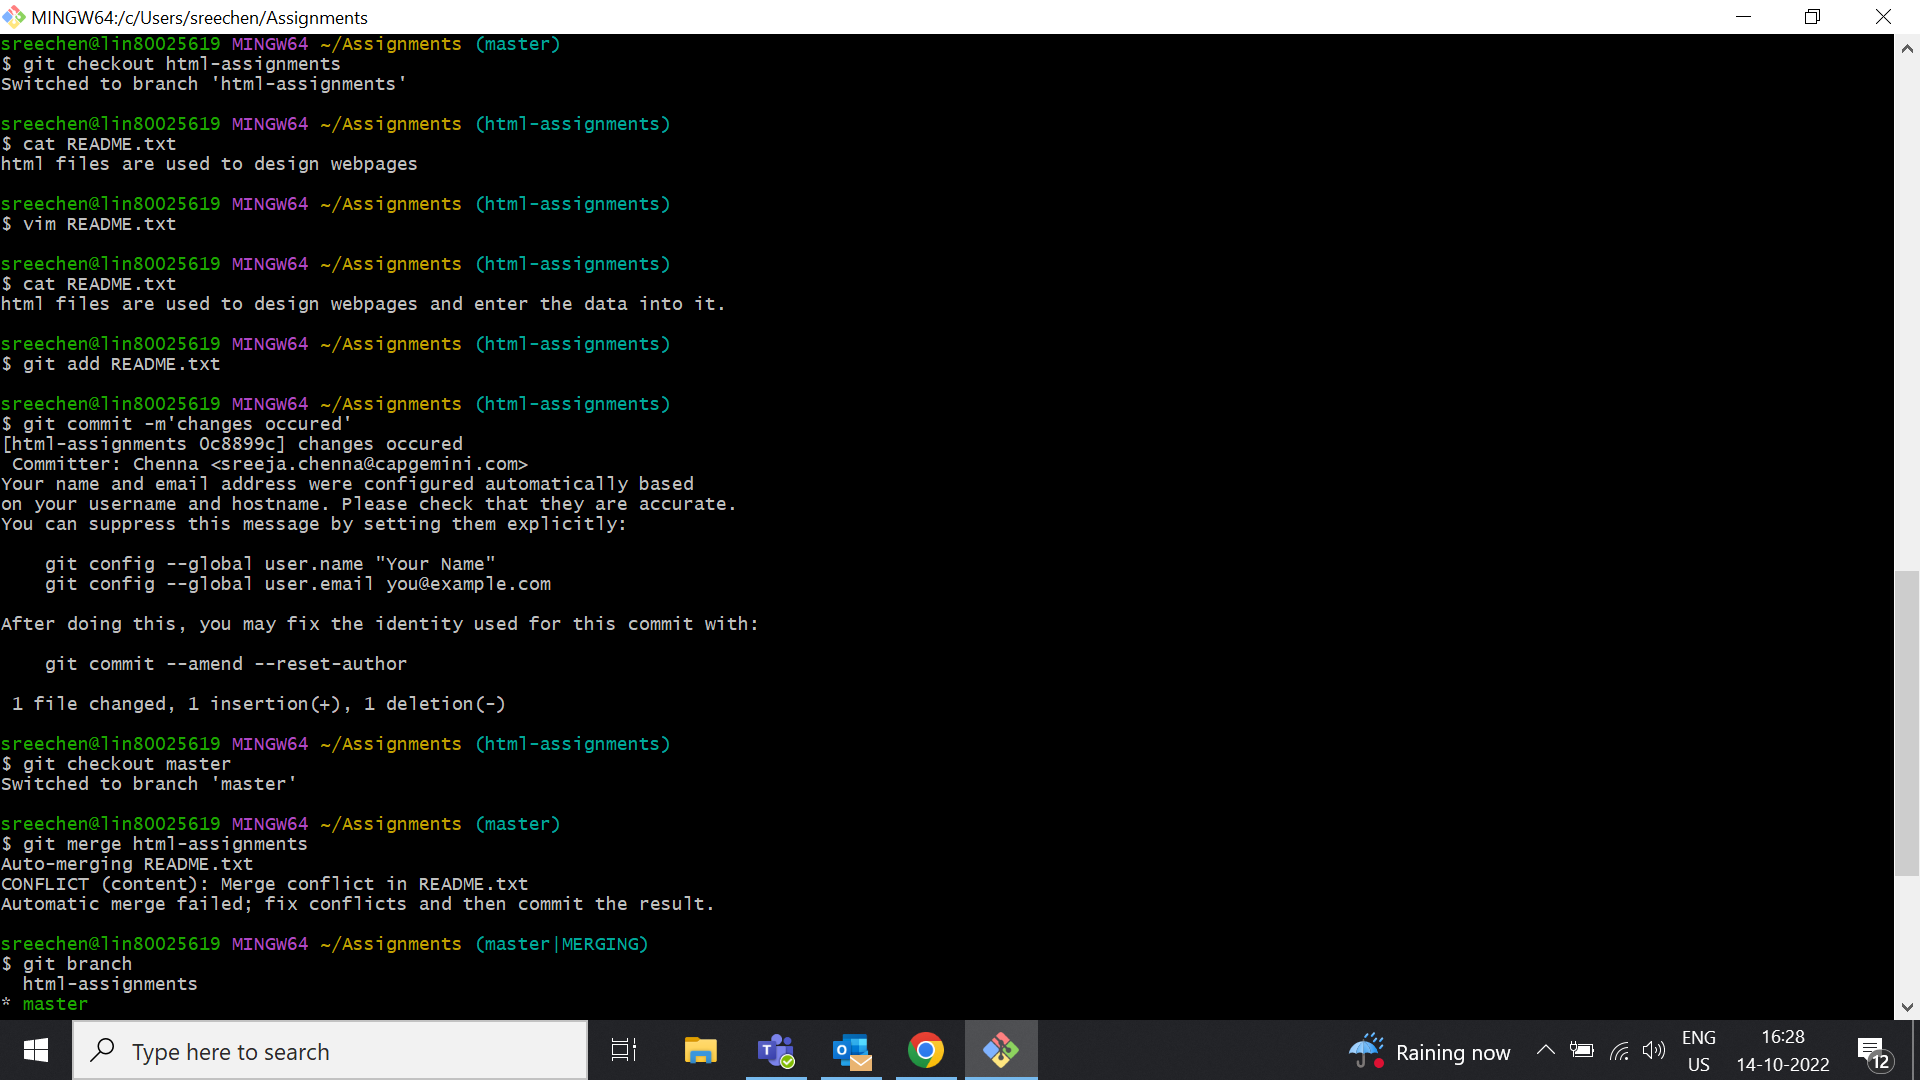 MINGW64:/c/Users/sreechen/Assignments
sreechen@lin80025619 MINGW64 ~/Assignments (master)
$ git checkout html-assignments
Switched to branch 'html-assignments'
sreechen@lin80025619 MINGW64 ~/Assignments (html-assignments)
$ cat README.txt
html files are used to design webpages
sreechen@lin80025619 MINGW64 ~/Assignments (html-assignments)
$ vim README.txt
sreechen@lin80025619 MINGW64 ~/Assignments (html-assignments)
$ cat README.txt
html files are used to design webpages and enter the data into it.
sreechen@lin80025619 MINGW64 ~/Assignments (html-assignments)
$ git add README.txt
sreechen@lin80025619 MINGW64 ~/Assignments (html-assignments)
$ git commit -m'changes occured'
[html-assignments 0c8899c] changes occured
Committer: Chenna <sreeja.chenna@capgemini.com>
Your name and email address were configured automatically based
on your username and hostname. Please check that they are accurate.
You can suppress this message by setting them explicitly:
git config --global user.name "Your Name"
git config --global user.email you@example.com
After doing this, you may fix the identity used for this commit with:
git commit --amend --reset-author
1 file changed, 1 insertion(+), 1 deletion(-)
sreechen@lin80025619 MINGW64 ~/Assignments (html-assignments)
$ git checkout master
Switched to branch 'master'
sreechen@lin80025619 MINGW64 ~/Assignments (master)
$ git merge html-assignments
Auto-merging README.txt
CONFLICT (content): Merge conflict in README.txt
Automatic merge failed; fix conflicts and then commit the result.
sreechen@lin80025619 MINGW64 ~/Assignments (master|MERGING)
$ git branch
html-assignments
* master
Type here to search
Raining now
ENG
US
16:28
14-10-2022
12